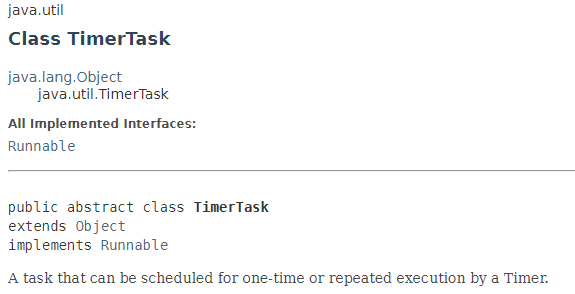 java.util
Class TimerTask
java.lang.Object
java.util.TimerTask
All Implemented Interfaces:
Runnable
public abstract class TimerTask
extends Object
implements Runnable
A task that can be scheduled for one-time or repeated execution by a Timer.